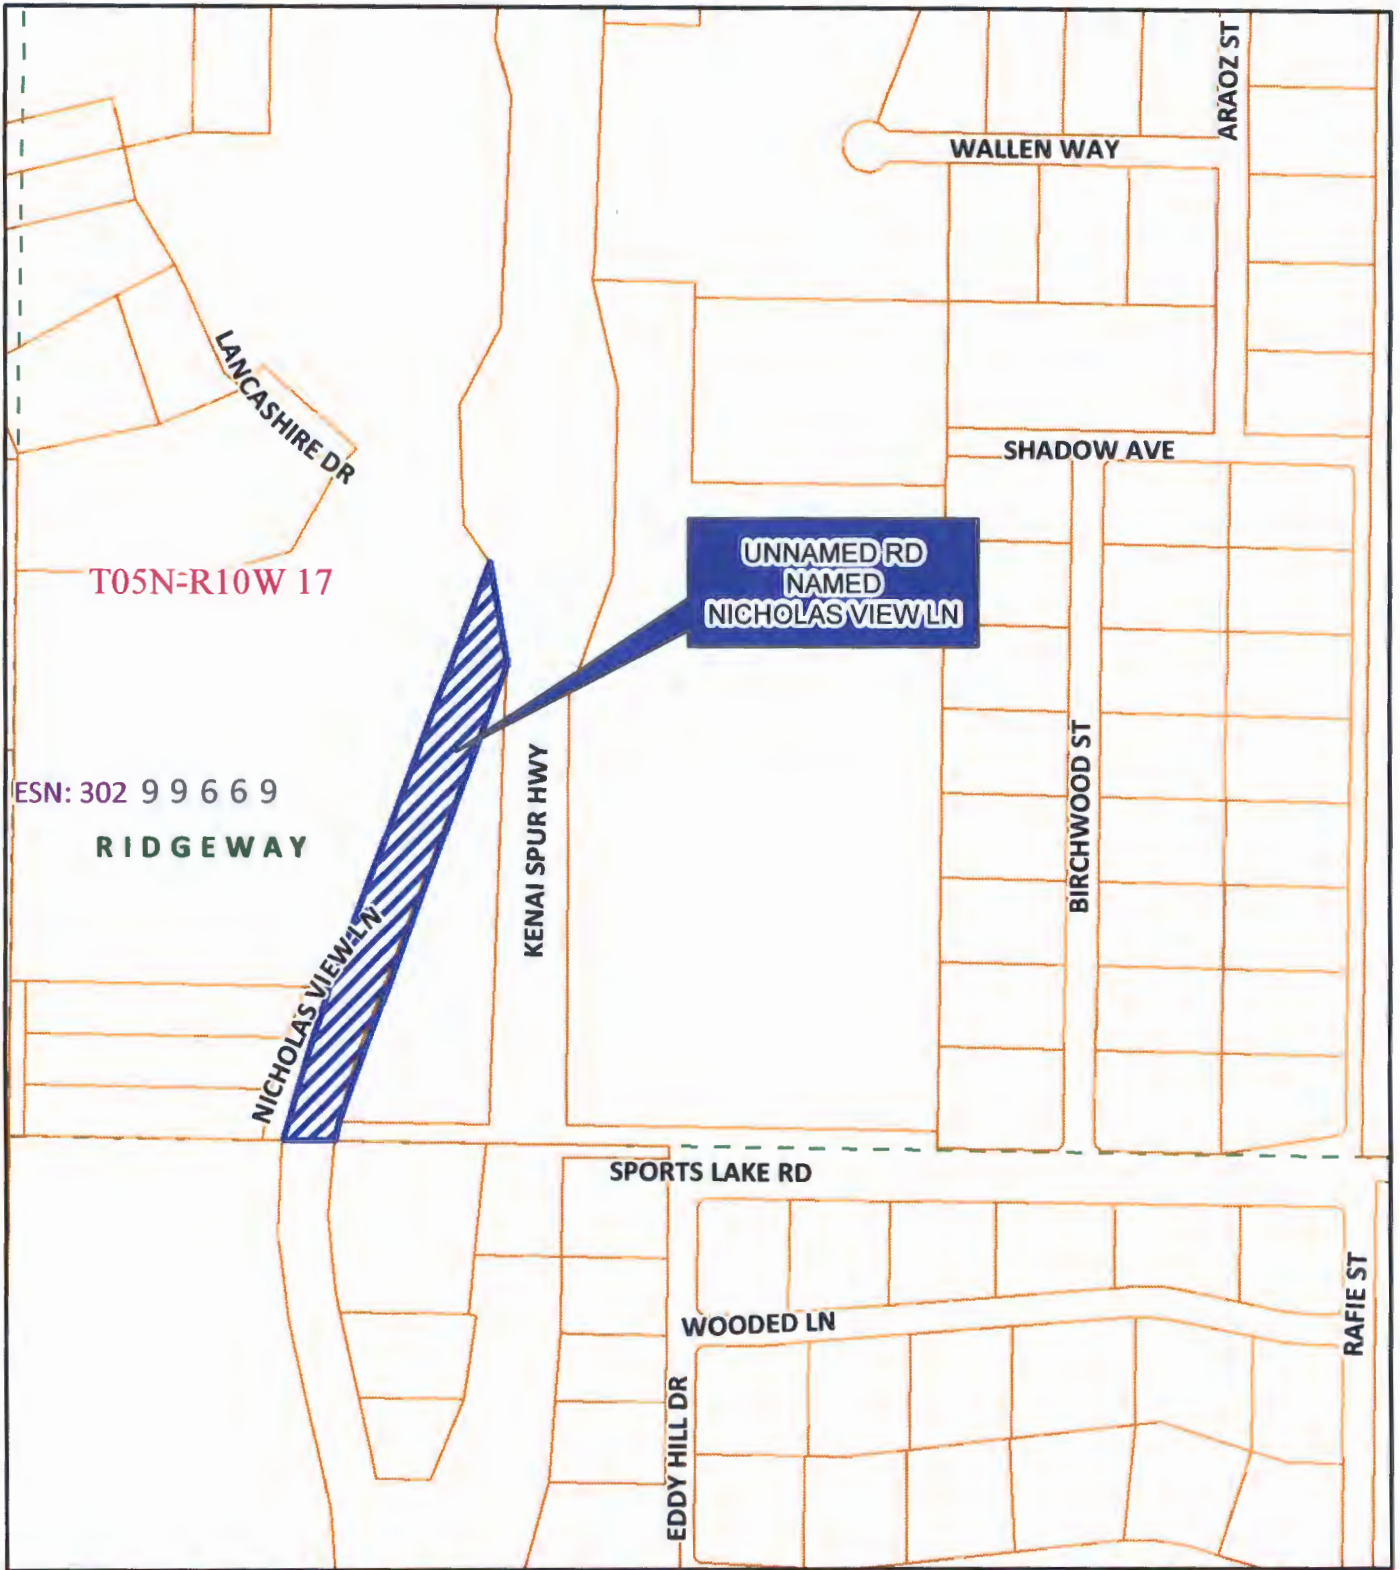 ARAOZ ST
WALLEN WAY
LANCASHIRE DR
SHADOW AVE
UNNAMED RD
NAMED
NICHOLAS VIEW LN
T05N-R10W 17
ESN: 302 99669
RIDGEWAY
KENAI SPUR HWY
BIRCHWOOD ST
NICHOLAS VIEW LN
SPORTS LAKE RD
WOODED LN
RAFIE ST
EDDY HILL DR